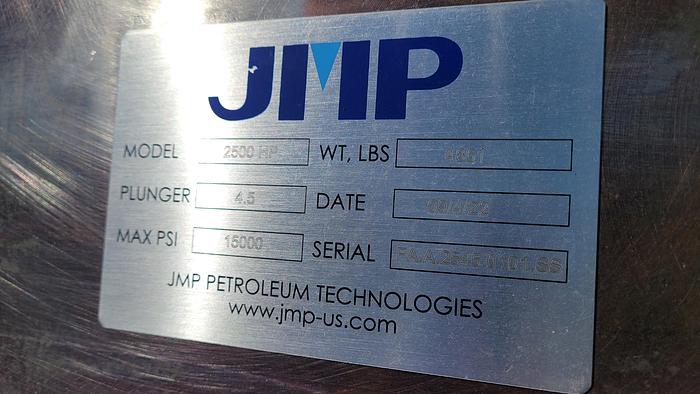 JMP
MODEL 2500 HP WT, LBS
PLUNGER 4.5 DATE
MAX PSI 15000 SERIAL
JMP PETROLEUM TECHNOLOGIES
www.jmp-us.com